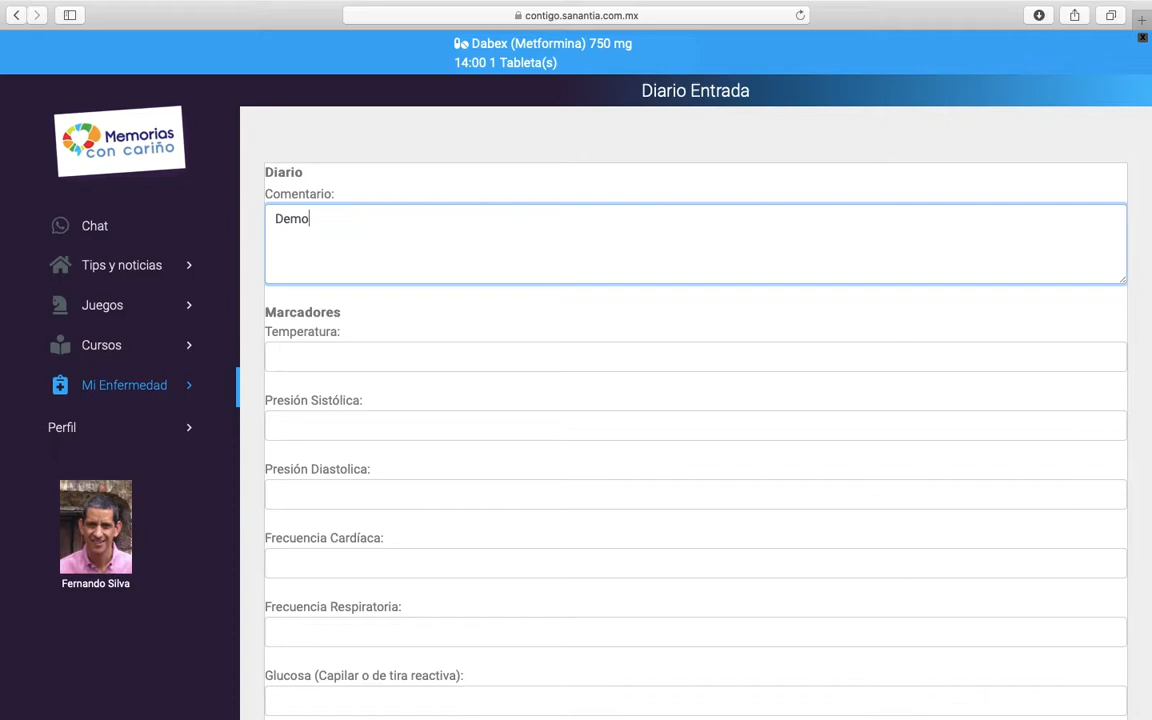 contigo.sanantia.com.mx
Dabex (Metformina) 750 mg
14:00 1 Tableta(s)
x
Diario Entrada
Memorias
con cariño
Chat
Tips y noticias
Juegos
Cursos
Mi Enfermedad
Perfil
Fernando Silva
Diario
Comentario:
Demo
Marcadores
Temperatura:
Presión Sistólica:
Presión Diastolica:
Frecuencia Cardíaca:
Frecuencia Respiratoria:
Glucosa (Capilar o de tira reactiva):